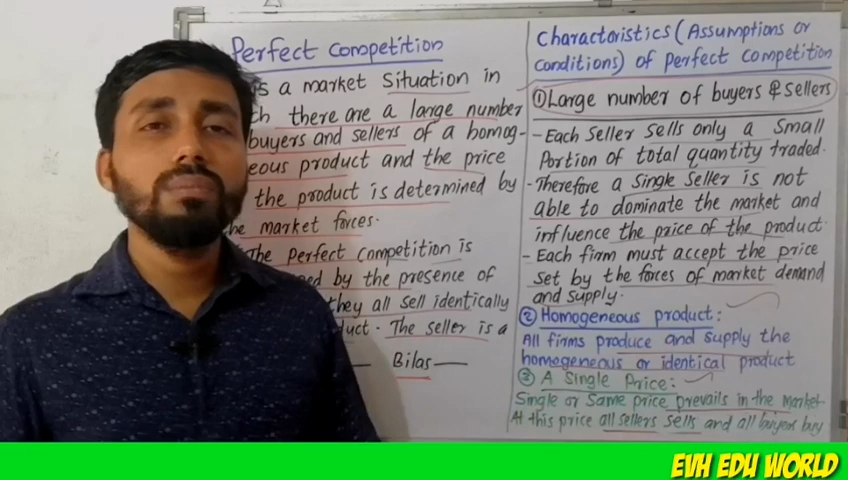 Perfect Competition
is a market Situation in
there are a large number
buyers and sellers of a homog-
eous product and the price
the product is determined by
market forces.
The perfect competition is
by the presence of
they all sell identically
The seller is a
Bilas
Characteristics (Assumptions or
conditions) of perfect Competition
① Large number of buyers & sellers
- Each Seller Sells only a Small
Portion of total quantity traded.
- Therefore a Single Seller is not
able to dominate the market and
influence the price of the product.
- Each firm must accept the price
Set by the forces of market demand
and supply.
② Homogeneous product:
All firms produce and supply the
homogeneous or identical product
③ A Single Price:
Single or Same price prevails in the market.
At this price all sellers sells and all buyers buy
EVH EDU WORLD